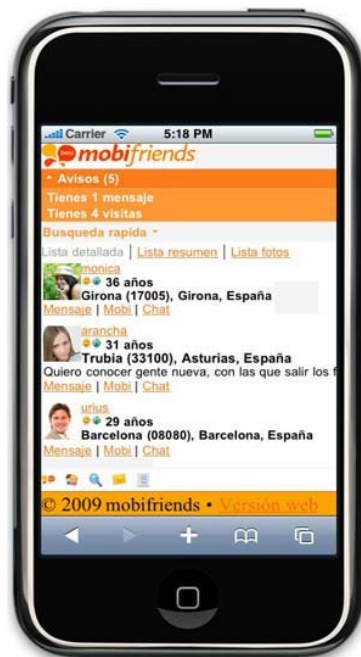 Carrier 5:18 PM
mobifriends
Avisos (5)
Tienes 1 mensaje
Tienes 4 visitas
Busqueda rapida
Lista detallada | Lista resumen | Lista fotos
monica
36 años
Girona (17005), Girona, España
Mensaje | Mobi | Chat
arancha
31 años
Trubia (33100), Asturias, España
Quiero conocer gente nueva, con las que salir los f
Mensaje | Mobi | Chat
urius
29 años
Barcelona (08080), Barcelona, España
Mensaje | Mobi | Chat
© 2009 mobifriends • Versión web